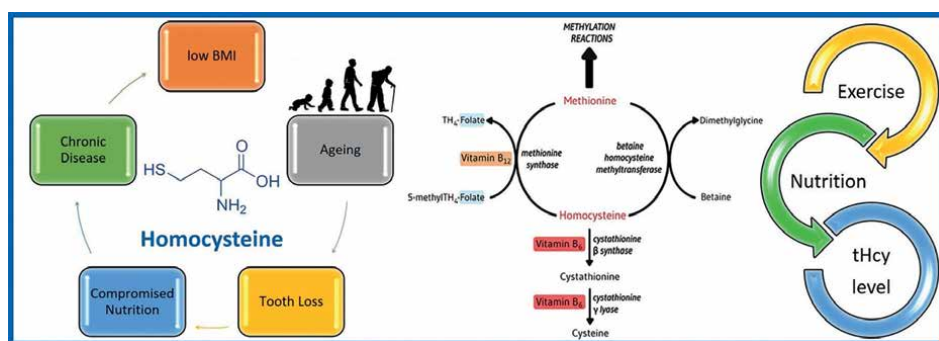 low BMI
Chronic
Disease
Ageing
HS
O
OH
NH₂
Homocysteine
Compromised
Nutrition
Tooth Loss
METHYLATION
REACTIONS
Methionine
TH₄-Folate
Dimethylglycine
Vitamin B₁₂
methionine
synthase
betaine
homocysteine
methyltransferase
5-methylTH₄-Folate
Betaine
Homocysteine
Vitamin B₆
cystathionine
β synthase
Cystathionine
Vitamin B₆
cystathionine
γ lyase
Cysteine
Exercise
Nutrition
tHcy
level